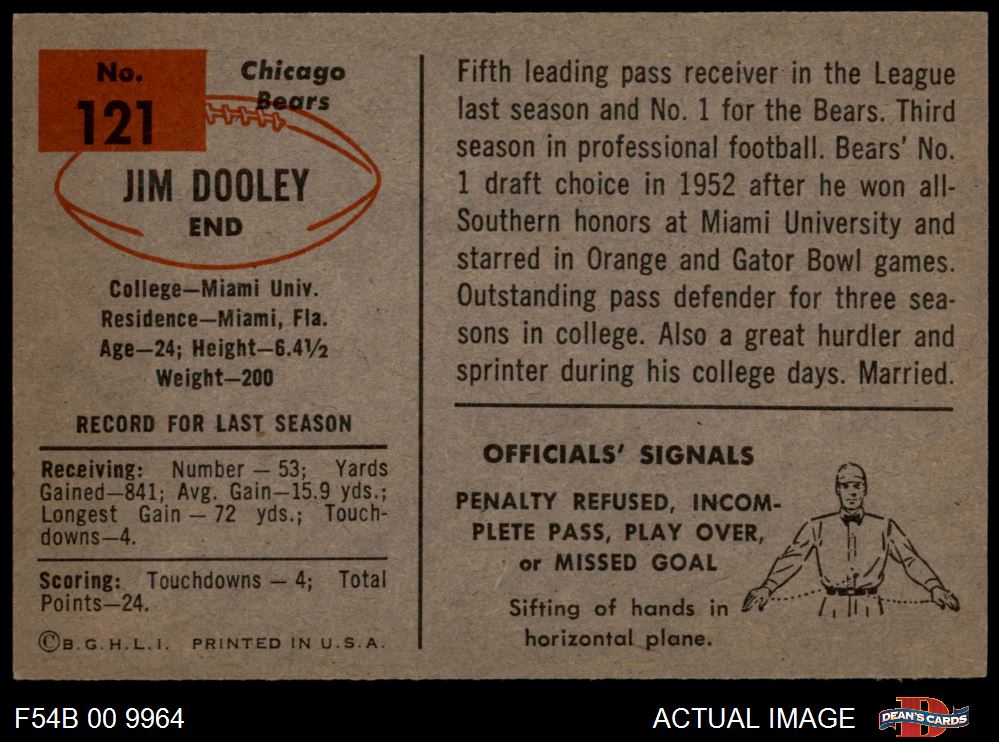 No.
121
Chicago
Bears
JIM DOOLEY
END
College—Miami Univ.
Residence—Miami, Fla.
Age—24; Height—6.4½
Weight—200
RECORD FOR LAST SEASON
Receiving: Number — 53; Yards
Gained—841; Avg. Gain—15.9 yds.;
Longest Gain — 72 yds.; Touch-
downs—4.
Scoring: Touchdowns — 4; Total
Points—24.
©B.G.H.L.I. PRINTED IN U.S.A.
Fifth leading pass receiver in the League
last season and No. 1 for the Bears. Third
season in professional football. Bears' No.
1 draft choice in 1952 after he won all-
Southern honors at Miami University and
starred in Orange and Gator Bowl games.
Outstanding pass defender for three sea-
sons in college. Also a great hurdler and
sprinter during his college days. Married.
OFFICIALS' SIGNALS
PENALTY REFUSED, INCOM-
PLETE PASS, PLAY OVER,
or MISSED GOAL
Sifting of hands in
horizontal plane.
F54B 00 9964
ACTUAL IMAGE
DEAN'S CARDS